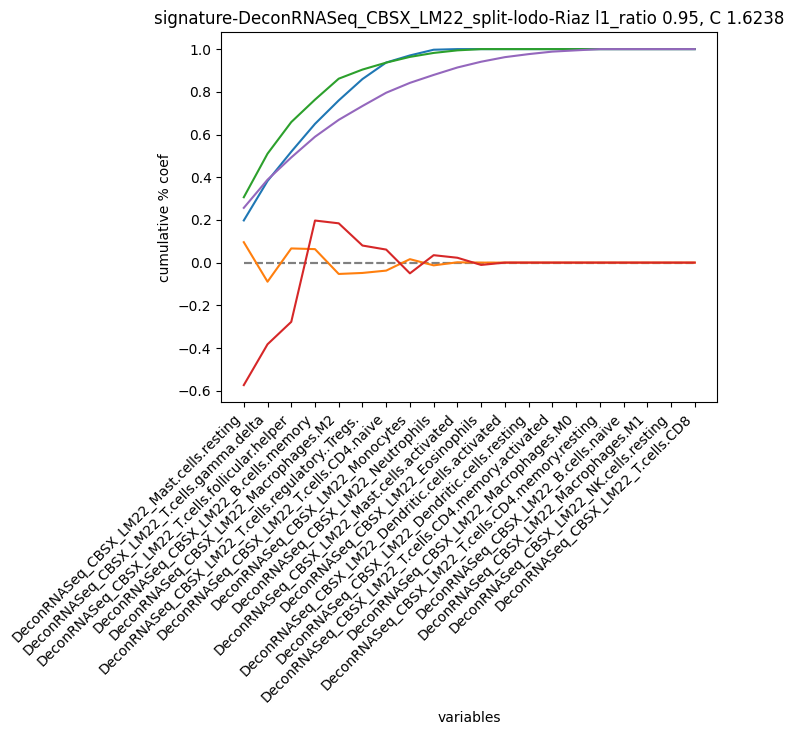 signature-DeconRNASeq_CBSX_LM22_split-lodo-Riaz l1_ratio 0.95, C 1.6238
cumulative % coef
1.0
0.8
0.6
0.4
0.2
0.0
−0.2
−0.4
−0.6
DeconRNASeq_CBSX_LM22_Mast.cells.resting
DeconRNASeq_CBSX_LM22_T.cells.gamma.delta
DeconRNASeq_CBSX_LM22_T.cells.follicular.helper
DeconRNASeq_CBSX_LM22_B.cells.memory
DeconRNASeq_CBSX_LM22_Macrophages.M2
DeconRNASeq_CBSX_LM22_T.cells.regulatory..Tregs.
DeconRNASeq_CBSX_LM22_T.cells.CD4.naive
DeconRNASeq_CBSX_LM22_Monocytes
DeconRNASeq_CBSX_LM22_Neutrophils
DeconRNASeq_CBSX_LM22_Mast.cells.activated
DeconRNASeq_CBSX_LM22_Eosinophils
DeconRNASeq_CBSX_LM22_Dendritic.cells.activated
DeconRNASeq_CBSX_LM22_Dendritic.cells.resting
DeconRNASeq_CBSX_LM22_T.cells.CD4.memory.activated
DeconRNASeq_CBSX_LM22_Macrophages.M0
DeconRNASeq_CBSX_LM22_T.cells.CD4.memory.resting
DeconRNASeq_CBSX_LM22_B.cells.naive
DeconRNASeq_CBSX_LM22_Macrophages.M1
DeconRNASeq_CBSX_LM22_NK.cells.resting
DeconRNASeq_CBSX_LM22_T.cells.CD8
variables